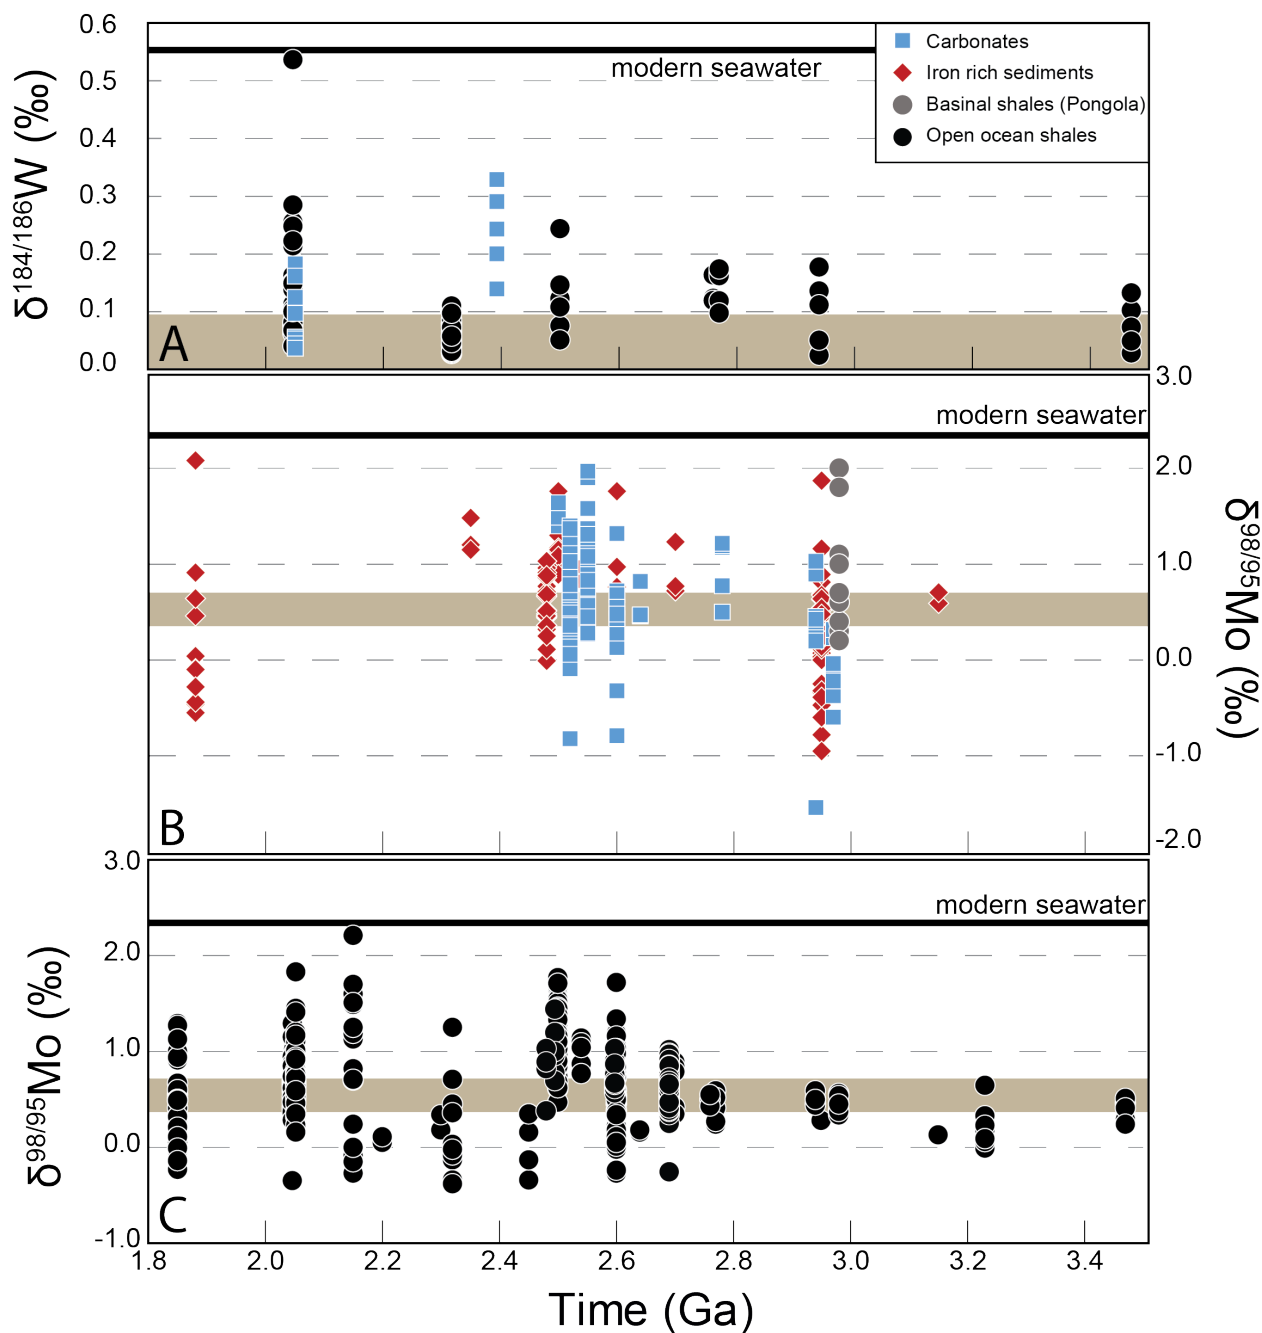 0.6
0.5
0.4
0.3
0.2
0.1
0.0
δ184/186W (‰)
modern seawater
Carbonates
Iron rich sediments
Basinal shales (Pongola)
Open ocean shales
A
3.0
2.0
1.0
0.0
-1.0
-2.0
δ98/95Mo (‰)
modern seawater
B
3.0
2.0
1.0
0.0
-1.0
δ98/95Mo (‰)
modern seawater
C
1.8 2.0 2.2 2.4 2.6 2.8 3.0 3.2 3.4
Time (Ga)